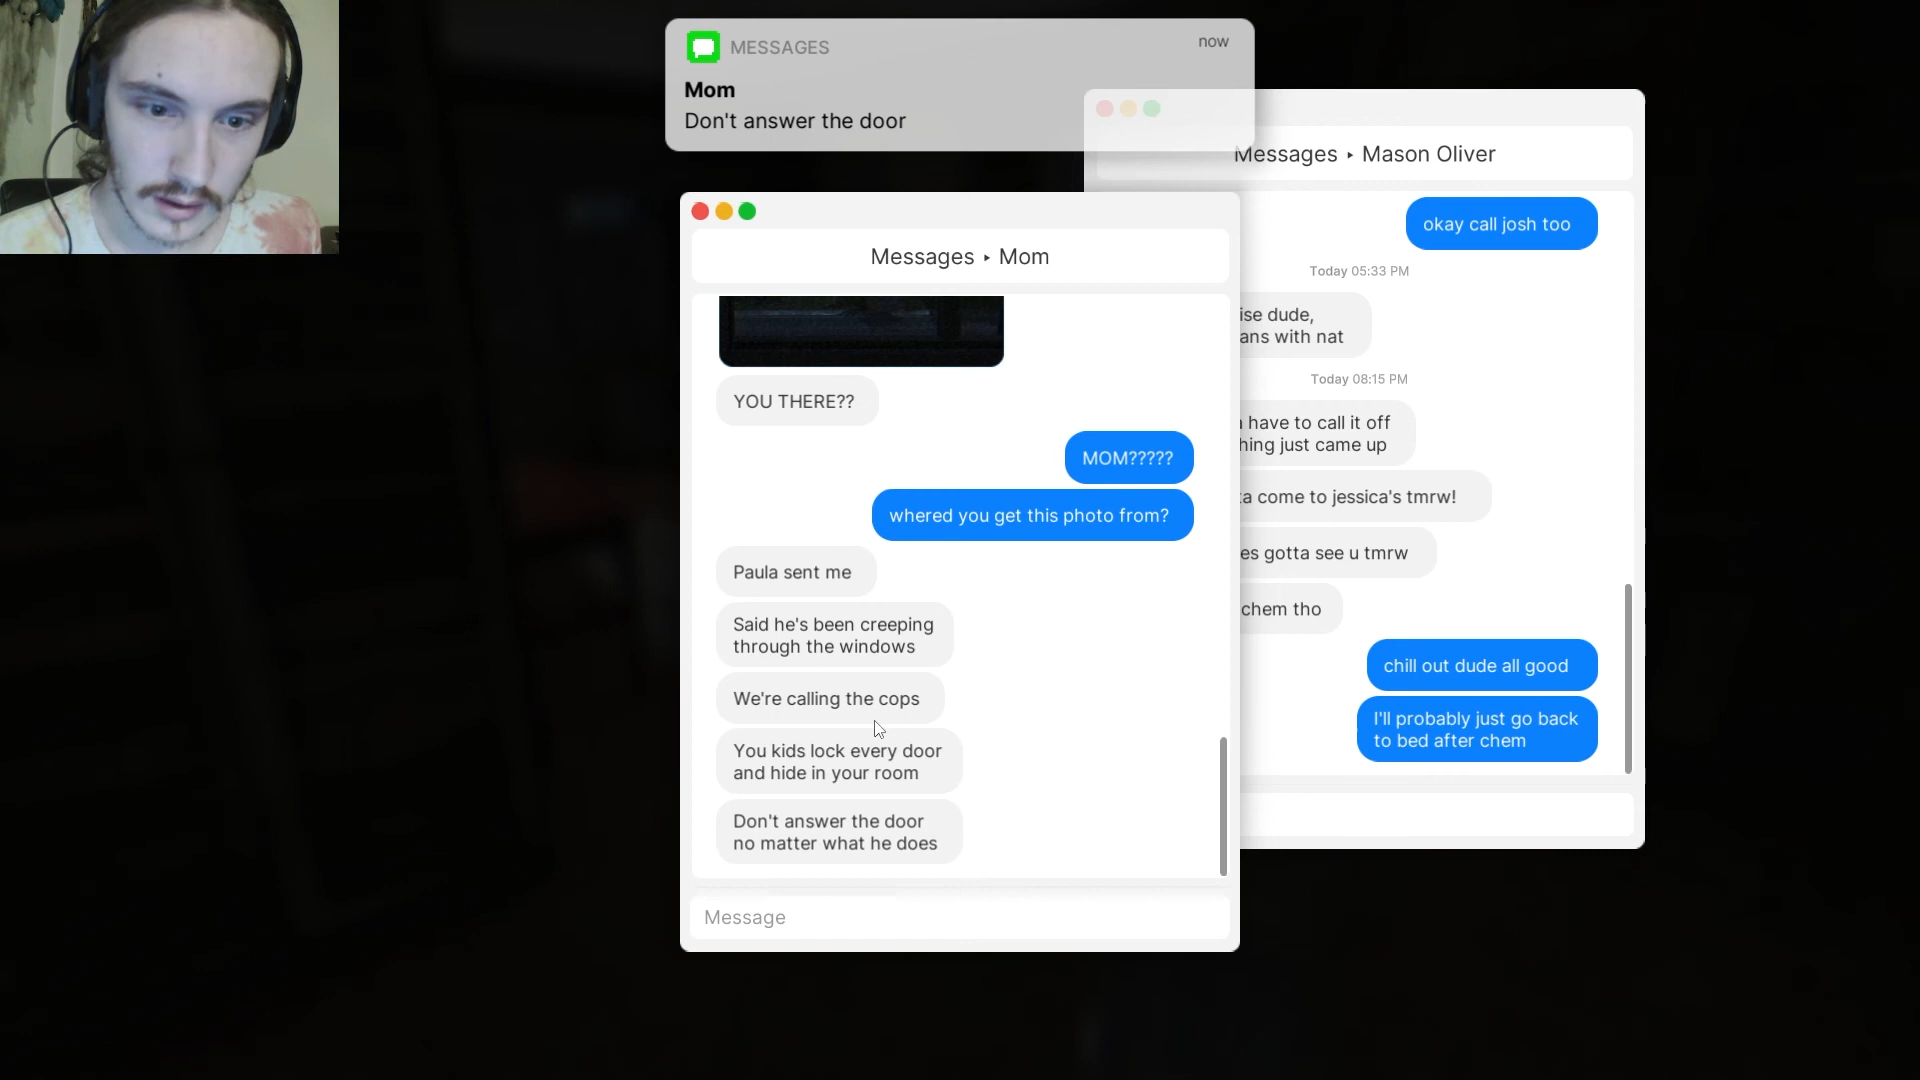 MESSAGES
now
Mom
Don't answer the door
Messages ▸ Mom
YOU THERE??
MOM?????
whered you get this photo from?
Paula sent me
Said he's been creeping
through the windows
We're calling the cops
You kids lock every door
and hide in your room
Don't answer the door
no matter what he does
Message
Messages ▸ Mason Oliver
okay call josh too
Today 05:33 PM
dude,
with nat
Today 08:15 PM
have to call it off
just came up
come to jessica's tmrw!
gotta see u tmrw
chem tho
chill out dude all good
I'll probably just go back
to bed after chem